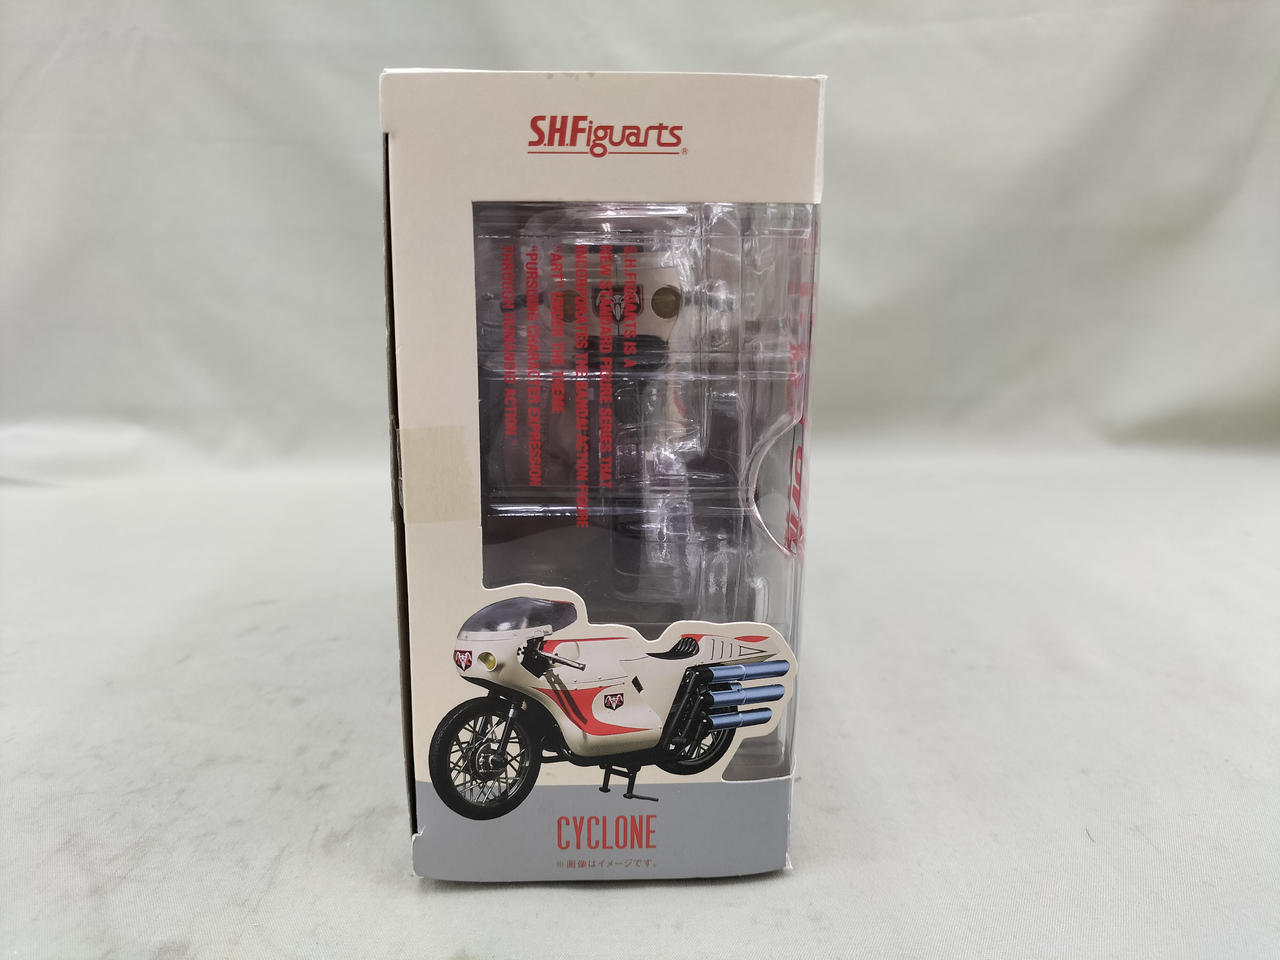 S.H.Figuarts®
S.H.FIGUARTS IS A
NEW STANDARD FIGURE SERIES THAT
INCORPORATES THE BANDAI ACTION FIGURE
"ART" UNDER THE THEME
"PURSUING CHARACTER EXPRESSION
THROUGH HUMANOID ACTION."
CYCLONE
※画像はイメージです。